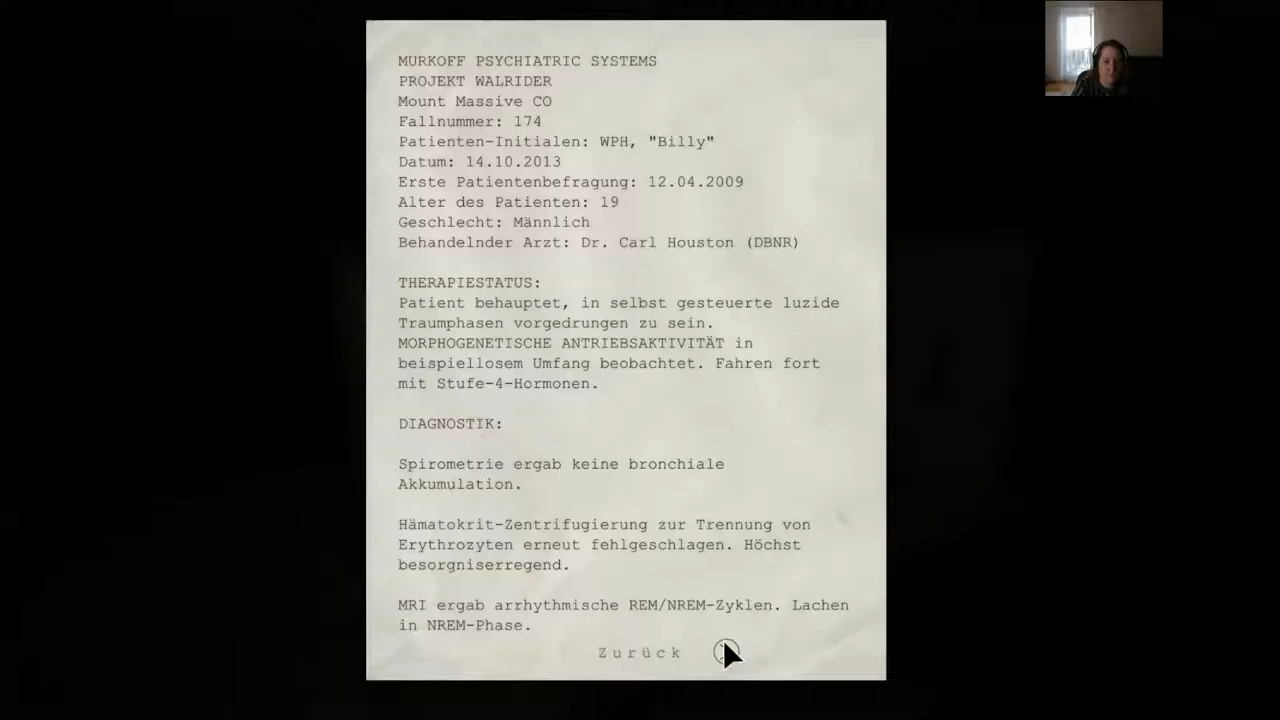 MURKOFF PSYCHIATRIC SYSTEMS
PROJEKT WALRIDER
Mount Massive CO
Fallnummer: 174
Patienten-Initialen: WPH, "Billy"
Datum: 14.10.2013
Erste Patientenbefragung: 12.04.2009
Alter des Patienten: 19
Geschlecht: Männlich
Behandelnder Arzt: Dr. Carl Houston (DBNR)
THERAPIESTATUS:
Patient behauptet, in selbst gesteuerte luzide
Traumphasen vorgedrungen zu sein.
MORPHOGENETISCHE ANTRIEBSAKTIVITÄT in
beispiellosem Umfang beobachtet. Fahren fort
mit Stufe-4-Hormonen.
DIAGNOSTIK:
Spirometrie ergab keine bronchiale
Akkumulation.
Hämatokrit-Zentrifugierung zur Trennung von
Erythrozyten erneut fehlgeschlagen. Höchst
besorgniserregend.
MRI ergab arrhythmische REM/NREM-Zyklen. Lachen
in NREM-Phase.
Zurück